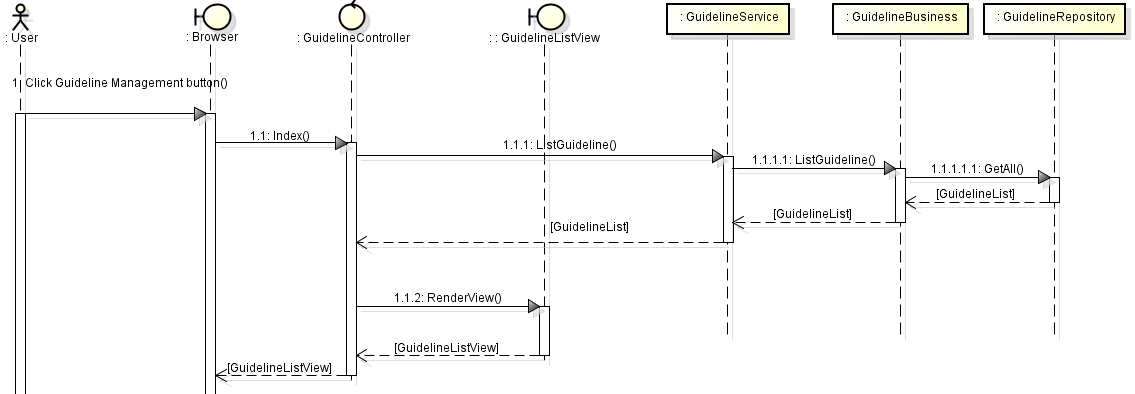 : User
: Browser
: GuidelineController
: : GuidelineListView
: GuidelineService
: GuidelineBusiness
: GuidelineRepository
1: Click Guideline Management button()
1.1: Index()
1.1.1: ListGuideline()
1.1.1.1: ListGuideline()
1.1.1.1.1: GetAll()
[GuidelineList]
[GuidelineList]
[GuidelineList]
1.1.2: RenderView()
[GuidelineListView]
[GuidelineListView]